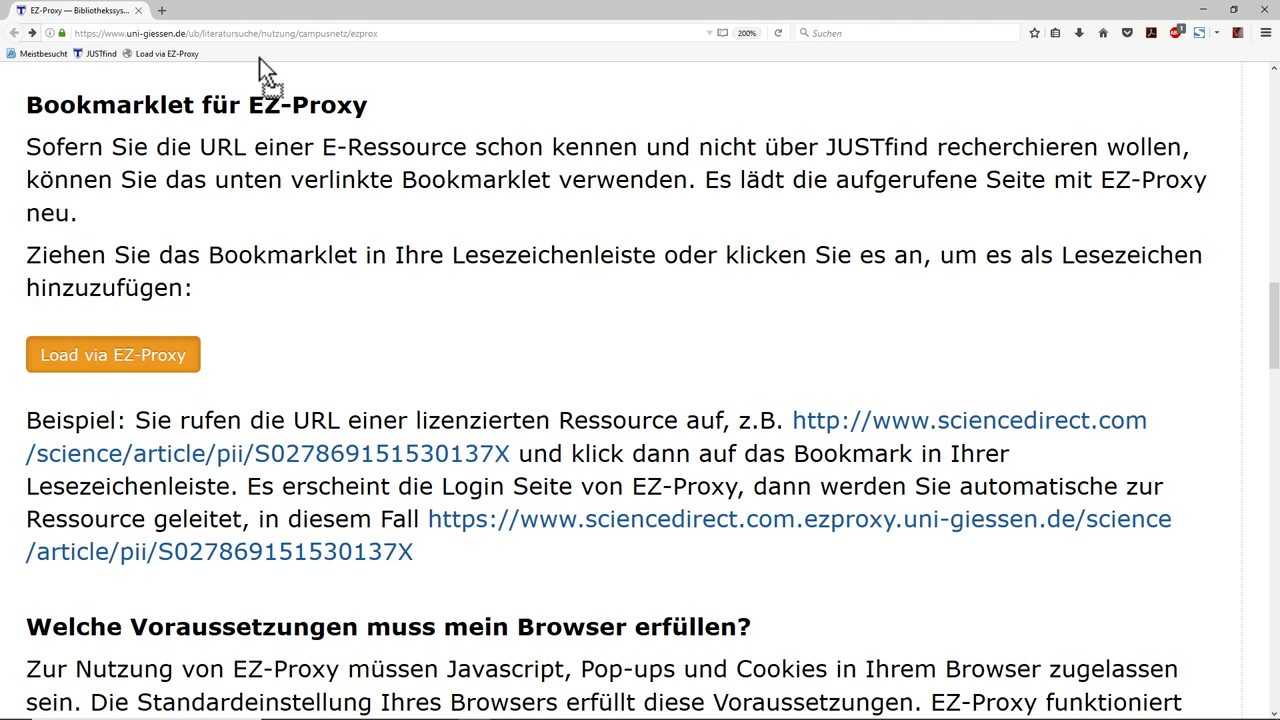 EZ-Proxy — Bibliothekssys...
https://www.uni-giessen.de/ub/literatursuche/nutzung/campusnetz/ezprox
200%
Suchen
1
Meistbesucht JUSTfind Load via EZ-Proxy
Bookmarklet für EZ-Proxy
Sofern Sie die URL einer E-Ressource schon kennen und nicht über JUSTfind recherchieren wollen,
können Sie das unten verlinkte Bookmarklet verwenden. Es lädt die aufgerufene Seite mit EZ-Proxy
neu.
Ziehen Sie das Bookmarklet in Ihre Lesezeichenleiste oder klicken Sie es an, um es als Lesezeichen
hinzuzufügen:
Load via EZ-Proxy
Beispiel: Sie rufen die URL einer lizenzierten Ressource auf, z.B. http://www.sciencedirect.com
/science/article/pii/S027869151530137X und klick dann auf das Bookmark in Ihrer
Lesezeichenleiste. Es erscheint die Login Seite von EZ-Proxy, dann werden Sie automatische zur
Ressource geleitet, in diesem Fall https://www.sciencedirect.com.ezproxy.uni-giessen.de/science
/article/pii/S027869151530137X
Welche Voraussetzungen muss mein Browser erfüllen?
Zur Nutzung von EZ-Proxy müssen Javascript, Pop-ups und Cookies in Ihrem Browser zugelassen
sein. Die Standardeinstellung Ihres Browsers erfüllt diese Voraussetzungen. EZ-Proxy funktioniert